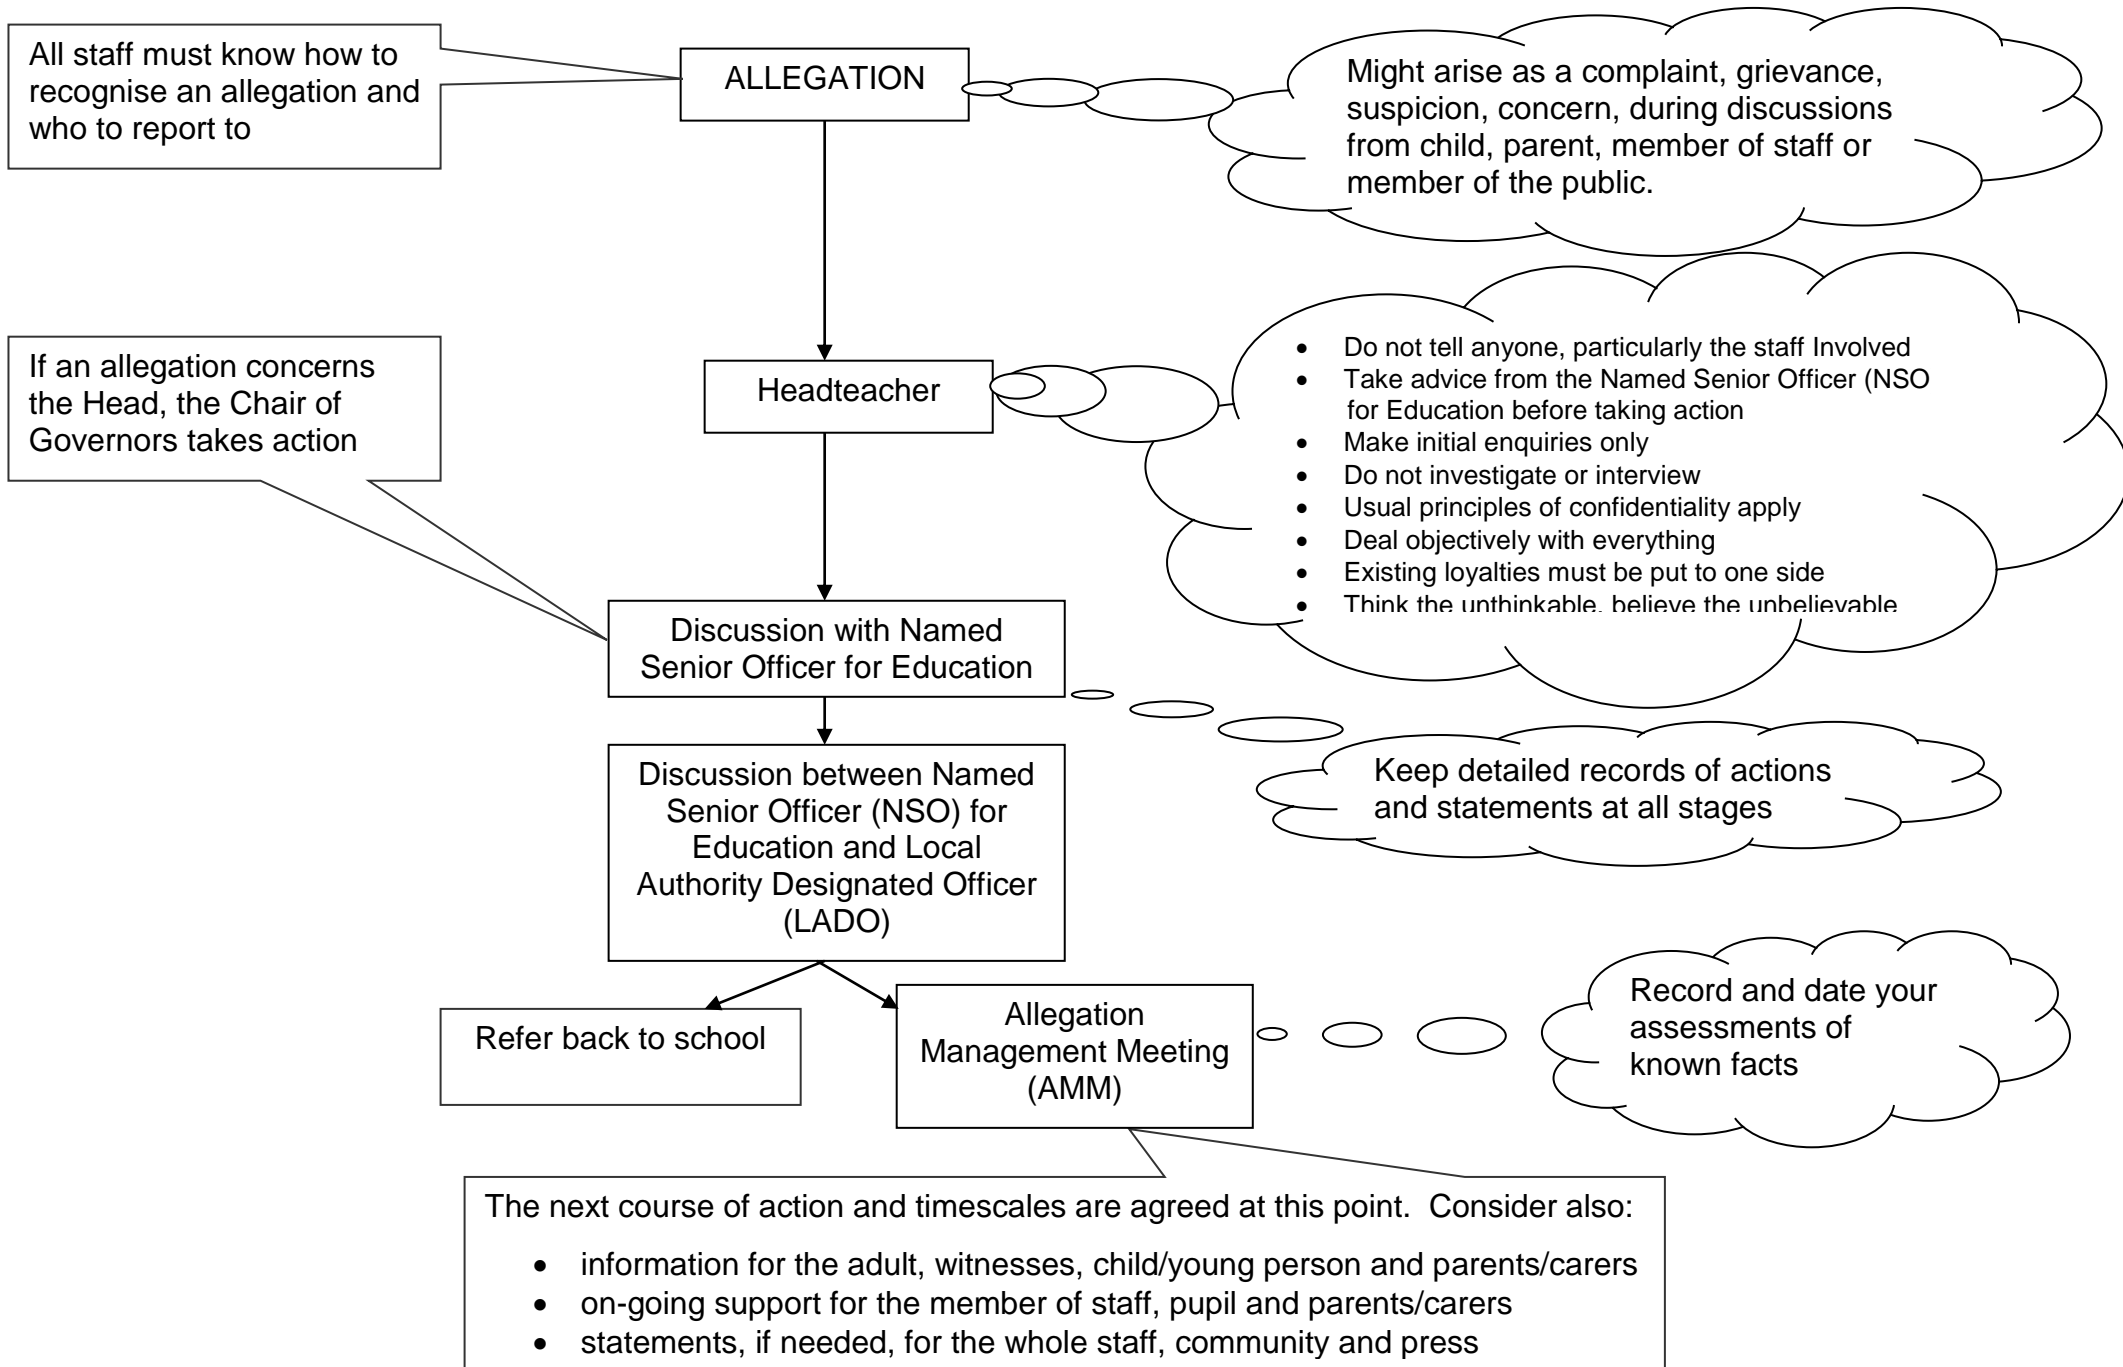 All staff must know how to
recognise an allegation and
who to report to
ALLEGATION
Might arise as a complaint, grievance,
suspicion, concern, during discussions
from child, parent, member of staff or
member of the public.
If an allegation concerns
the Head, the Chair of
Governors takes action
Headteacher
• Do not tell anyone, particularly the staff Involved
• Take advice from the Named Senior Officer (NSO
for Education before taking action
• Make initial enquiries only
• Do not investigate or interview
• Usual principles of confidentiality apply
• Deal objectively with everything
• Existing loyalties must be put to one side
• Think the unthinkable, believe the unbelievable
Discussion with Named
Senior Officer for Education
Keep detailed records of actions
and statements at all stages
Discussion between Named
Senior Officer (NSO) for
Education and Local
Authority Designated Officer
(LADO)
Refer back to school
Allegation
Management Meeting
(AMM)
Record and date your
assessments of
known facts
The next course of action and timescales are agreed at this point.  Consider also:
• information for the adult, witnesses, child/young person and parents/carers
• on-going support for the member of staff, pupil and parents/carers
• statements, if needed, for the whole staff, community and press